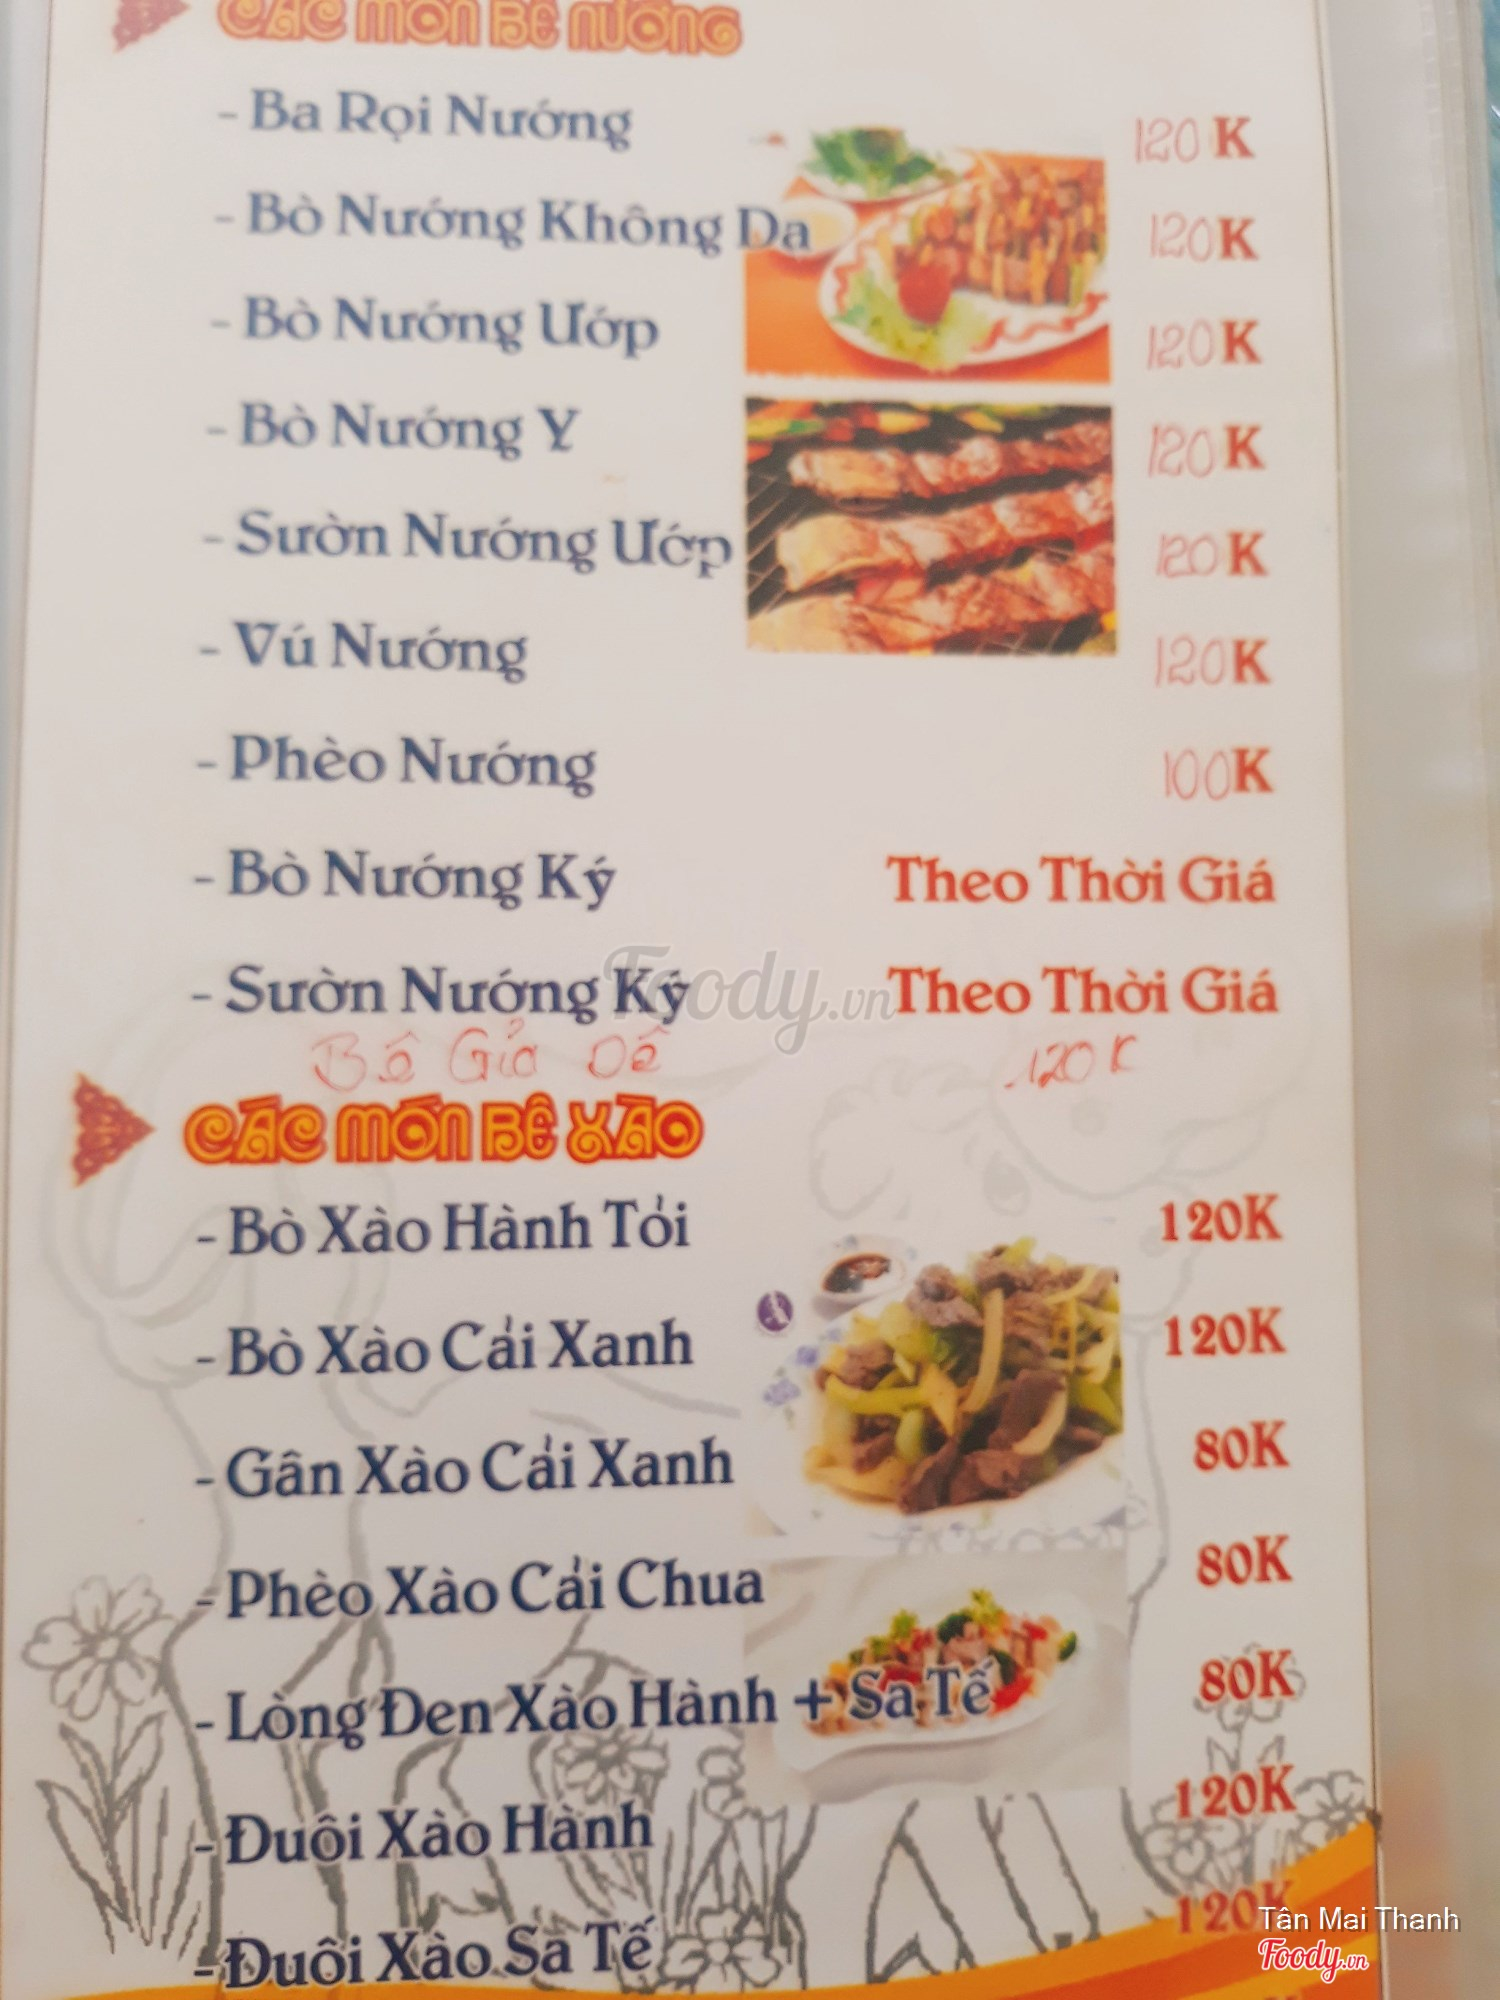 CÁC MÓN BÊ NƯỚNG
- Ba Rọi Nướng 120K
- Bò Nướng Không Da 120K
- Bò Nướng Ướp 120K
- Bò Nướng Y 120K
- Sườn Nướng Ướp 120K
- Vú Nướng 120K
- Phèo Nướng 100K
- Bò Nướng Ký Theo Thời Giá
- Sườn Nướng Ký Theo Thời Giá
Foody.vn
Bê Giả Dê 120K
CÁC MÓN BÊ XÀO
- Bò Xào Hành Tỏi 120K
- Bò Xào Cải Xanh 120K
- Gân Xào Cải Xanh 80K
- Phèo Xào Cải Chua 80K
- Lòng Đen Xào Hành + Sa Tế 80K
- Đuôi Xào Hành 120K
- Đuôi Xào Sa Tế 120K
Tân Mai Thanh
Foody.vn